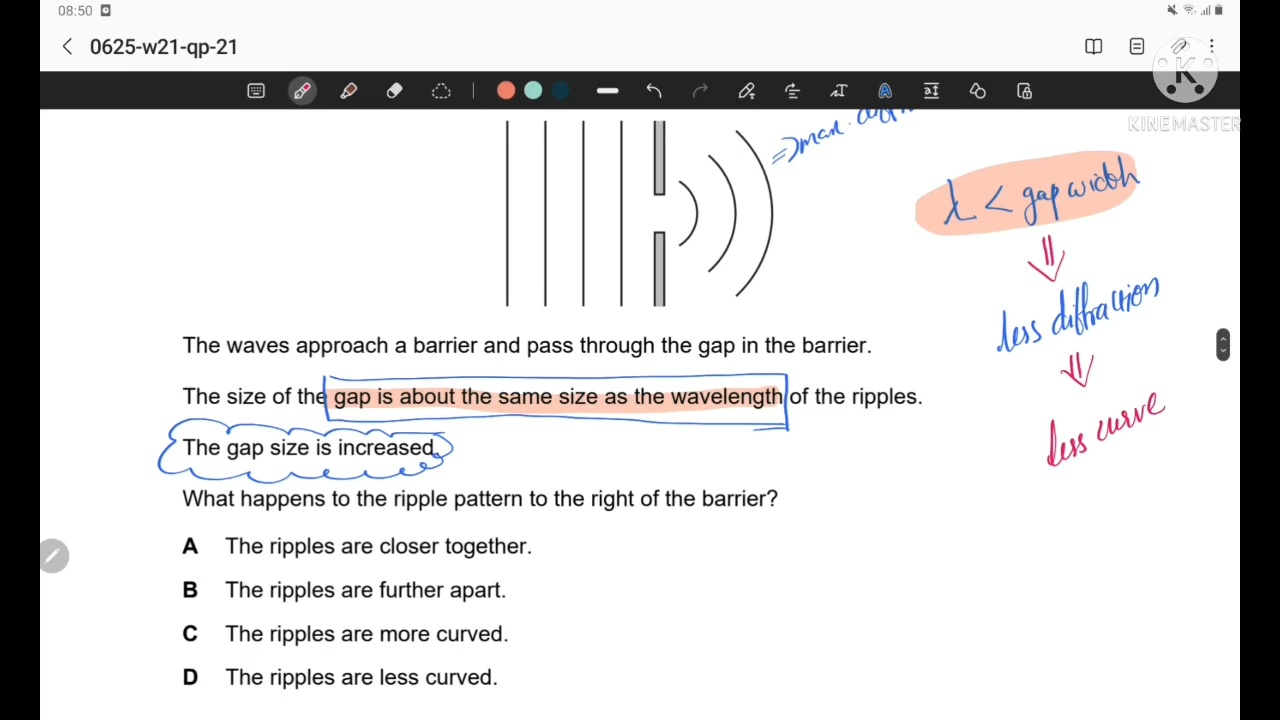 08:50
0625-w21-qp-21
K
KINEMASTER
=> max.
λ < gap width
less diffraction
less curve
The waves approach a barrier and pass through the gap in the barrier.
The size of the gap is about the same size as the wavelength of the ripples.
The gap size is increased.
What happens to the ripple pattern to the right of the barrier?
A The ripples are closer together.
B The ripples are further apart.
C The ripples are more curved.
D The ripples are less curved.